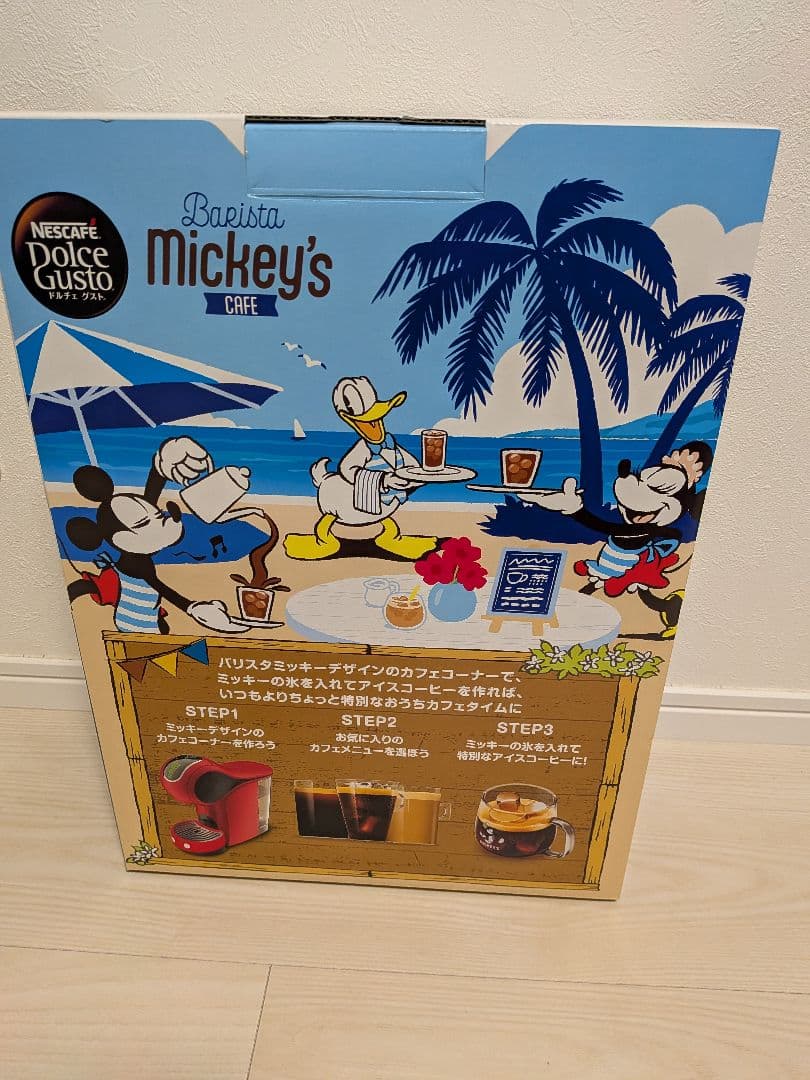 NESCAFÉ
Dolce
Gusto
ドルチェ グスト
Barista
Mickey's
CAFE
バリスタミッキーデザインのカフェコーナーで、
ミッキーの氷を入れてアイスコーヒーを作れば、
いつもよりちょっと特別なおうちカフェタイムに
STEP1
ミッキーデザインの
カフェコーナーを作ろう
STEP2
お気に入りの
カフェメニューを選ぼう
STEP3
ミッキーの氷を入れて
特別なアイスコーヒーに!